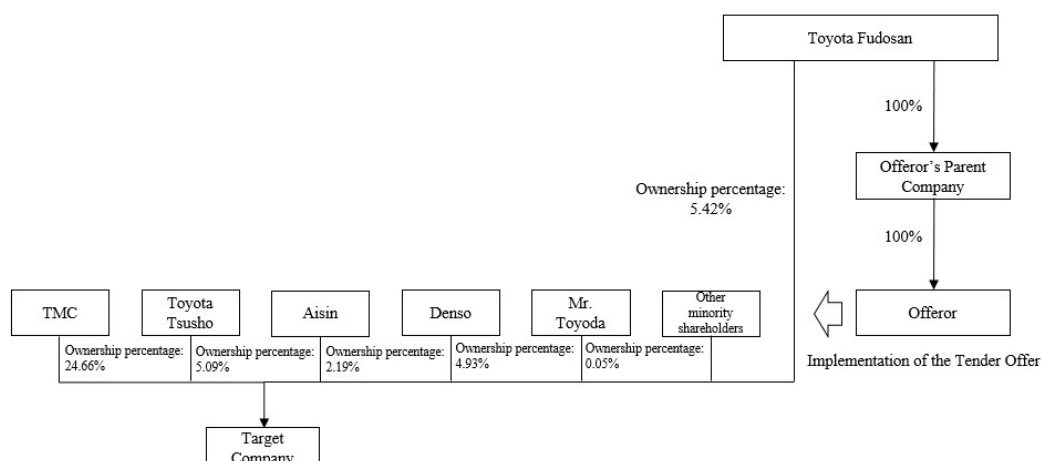 Toyota Fudosan
100%
Offeror's Parent
Company
Ownership percentage:
5.42%
100%
TMC
Toyota
Tsusho
Aisin
Denso
Mr.
Toyoda
Other
minority
shareholders
Offeror
Ownership percentage:
24.66%
Ownership percentage:
5.09%
Ownership percentage:
2.19%
Ownership percentage:
4.93%
Ownership percentage:
0.05%
Implementation of the Tender Offer
Target
Company